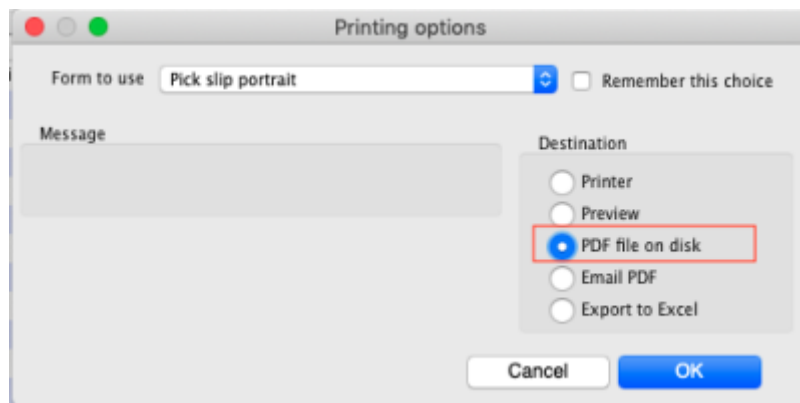 Printing options
Form to use Pick slip portrait Remember this choice
Message
Destination
Printer
Preview
PDF file on disk
Email PDF
Export to Excel
Cancel OK